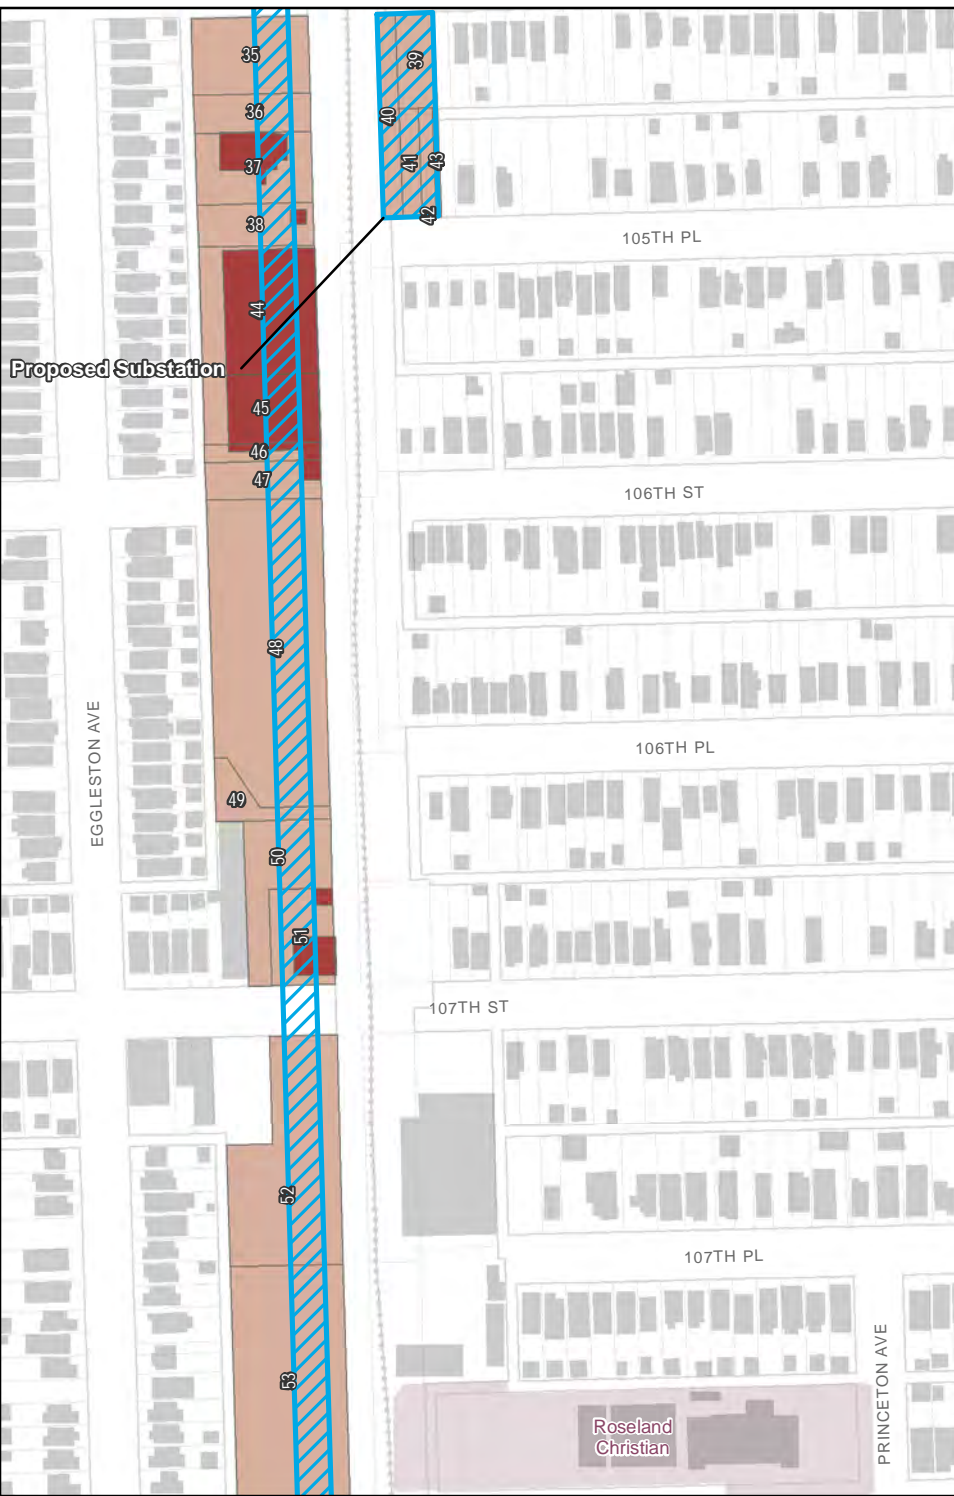 35
39
36
40
37
41
43
38
42
105TH PL
44
Proposed Substation
45
46
47
106TH ST
48
EGGLESTON AVE
106TH PL
49
50
51
107TH ST
52
107TH PL
53
PRINCETON AVE
Roseland
Christian